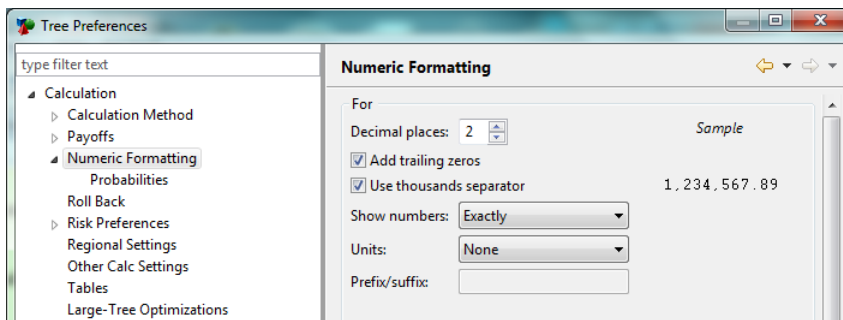 Tree Preferences
type filter text
Numeric Formatting
Calculation
Calculation Method
Payoffs
Numeric Formatting
Probabilities
Roll Back
Risk Preferences
Regional Settings
Other Calc Settings
Tables
Large-Tree Optimizations
For
Decimal places: 2
Sample
Add trailing zeros
Use thousands separator
1,234,567.89
Show numbers: Exactly
Units: None
Prefix/suffix: